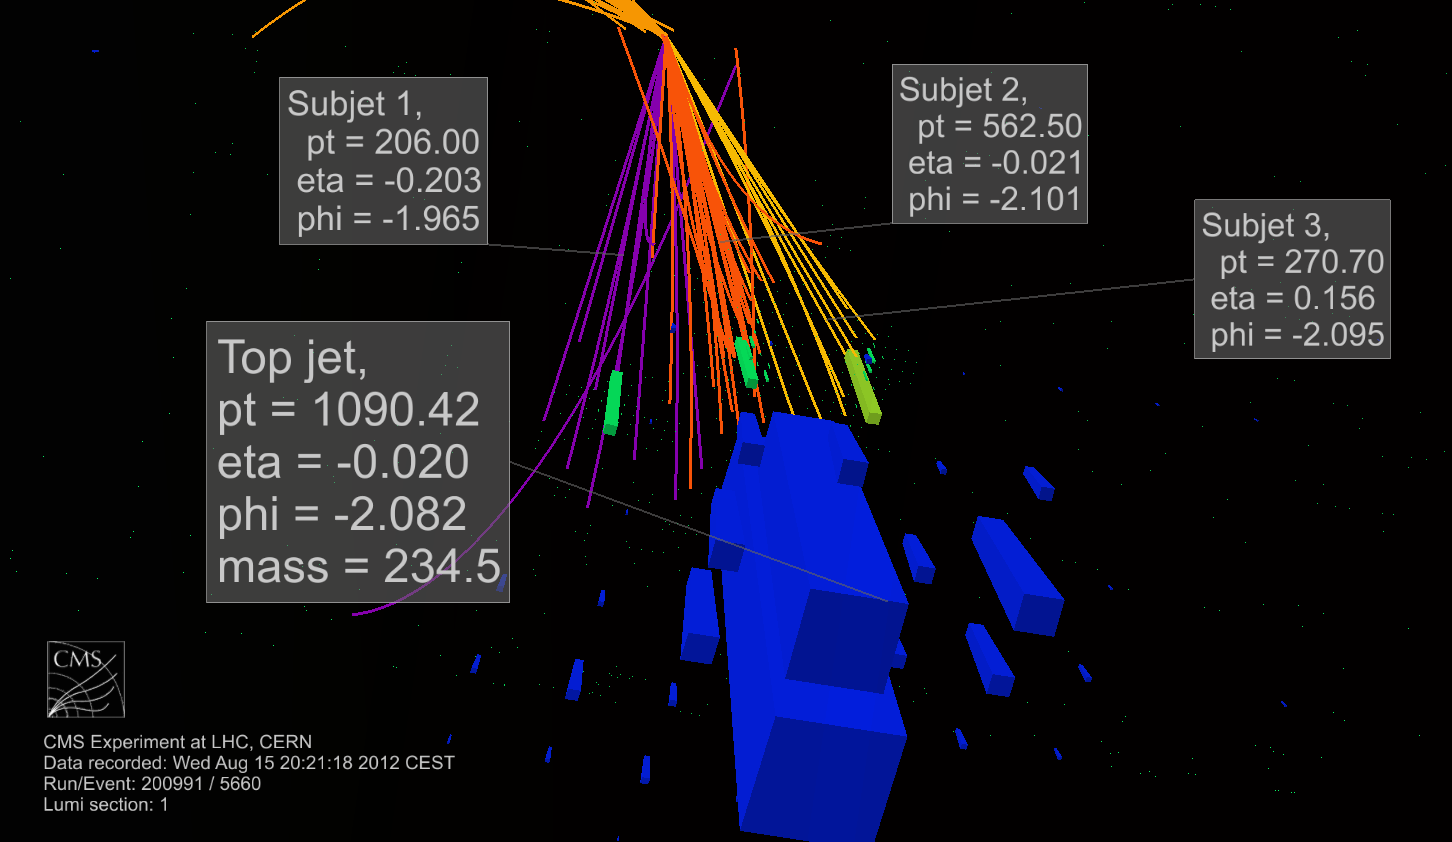 Subjet 1,
pt = 206.00
eta = -0.203
phi = -1.965
Subjet 2,
pt = 562.50
eta = -0.021
phi = -2.101
Subjet 3,
pt = 270.70
eta = 0.156
phi = -2.095
Top jet,
pt = 1090.42
eta = -0.020
phi = -2.082
mass = 234.5
CMS
CMS Experiment at LHC, CERN
Data recorded: Wed Aug 15 20:21:18 2012 CEST
Run/Event: 200991 / 5660
Lumi section: 1